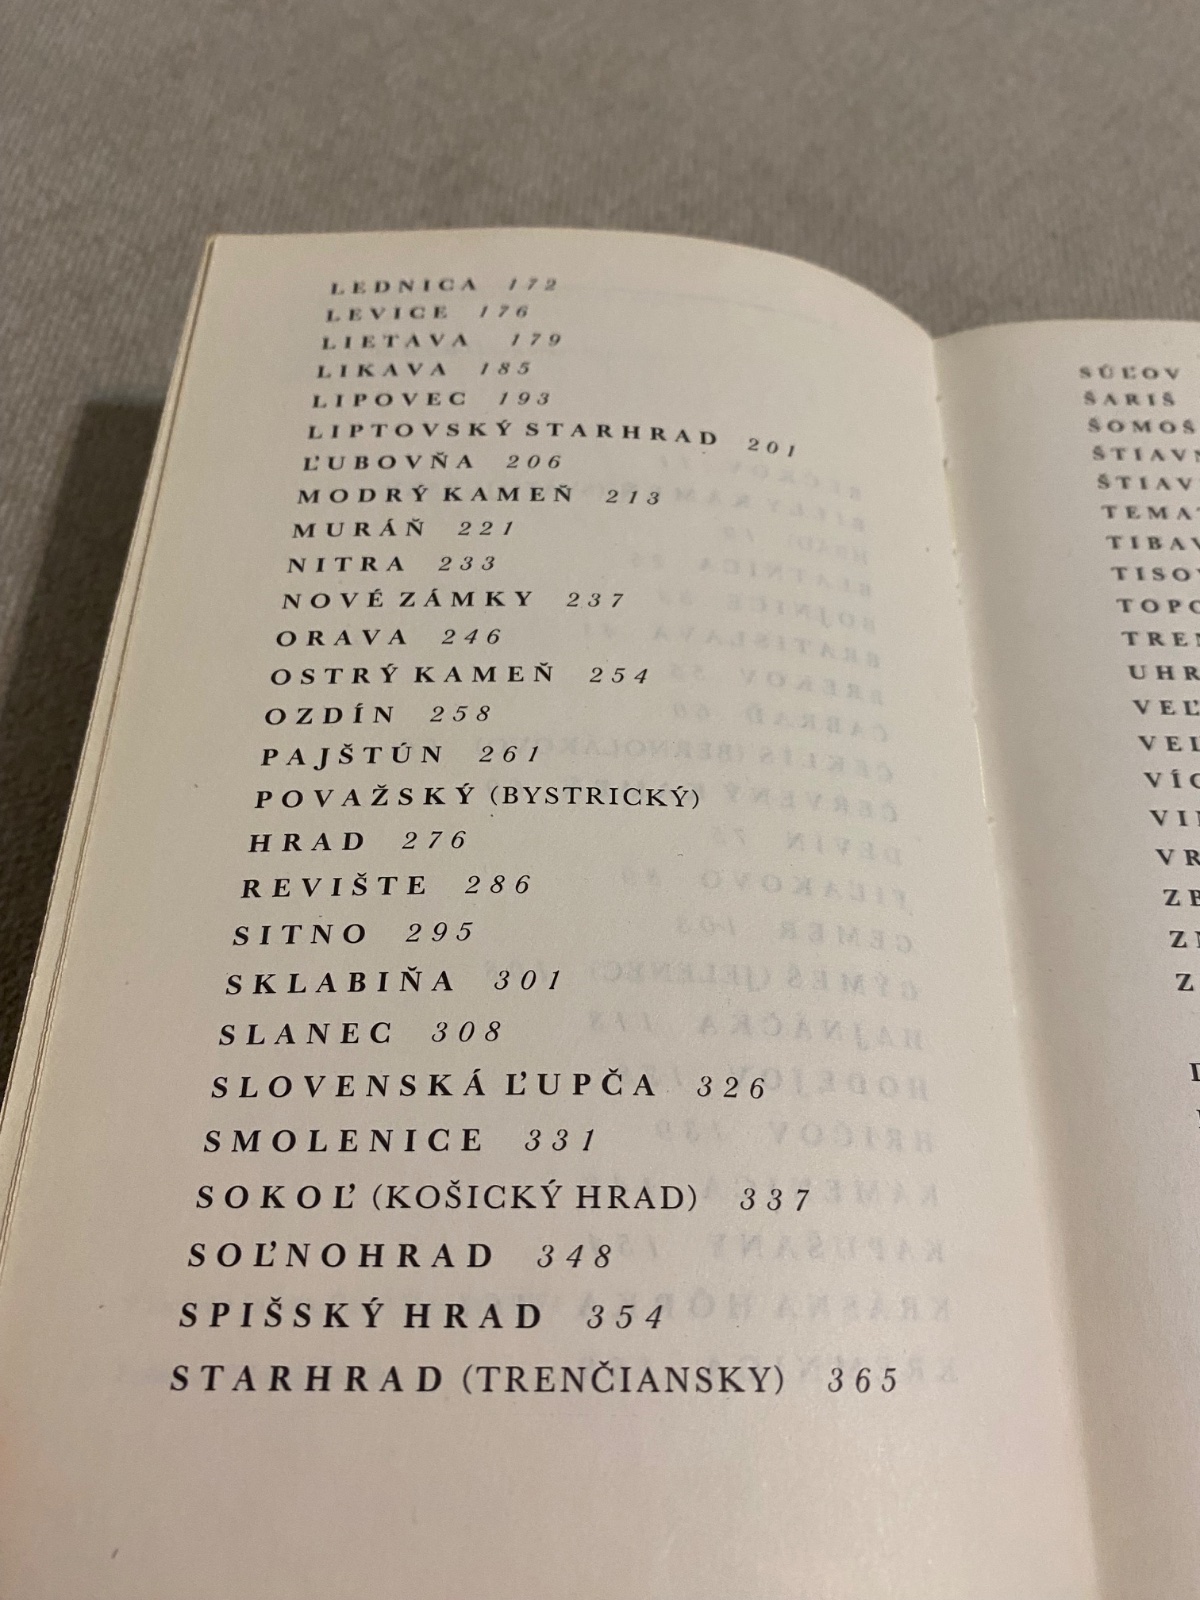 LEDNICA 172
LEVICE 176
LIETAVA 179
LIKAVA 185
LIPOVEC 193
LIPTOVSKÝ STARHRAD 201
ĽUBOVŇA 206
MODRÝ KAMEŇ 213
MURÁŇ 221
NITRA 233
NOVÉ ZÁMKY 237
ORAVA 246
OSTRÝ KAMEŇ 254
OZDÍN 258
PAJŠTÚN 261
POVAŽSKÝ (BYSTRICKÝ)
HRAD 276
REVIŠTE 286
SITNO 295
SKLABIŇA 301
SLANEC 308
SLOVENSKÁ ĽUPČA 326
SMOLENICE 331
SOKOĽ (KOŠICKÝ HRAD) 337
SOĽNOHRAD 348
SPIŠSKÝ HRAD 354
STARHRAD (TRENČIANSKY) 365
SÚĽOV
ŠARIŠ